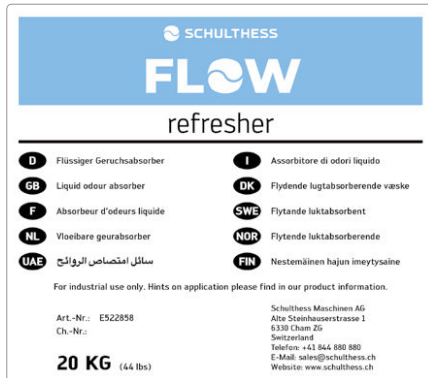 SCHULTHESS
FLOW
refresher
D Flüssiger Geruchsabsorber
GB Liquid odour absorber
F Absorbeur d'odeurs liquide
NL Vloeibare geurabsorber
UAE سائل امتصاص الروائح
I Assorbitore di odori liquido
DK Flydende lugtabsorberende væske
SWE Flytande luktabsorbent
NOR Flytende luktabsorberende
FIN Nestemäinen hajun imeytysaine
For industrial use only. Hints on application please find in our product information.
Art.-Nr.: E522858
Ch.-Nr.:
20 KG (44 lbs)
Schulthess Maschinen AG
Alte Steinhauserstrasse 1
6330 Cham ZG
Switzerland
Telefon: +41 844 880 880
E-Mail: sales@schulthess.ch
Website: www.schulthess.ch